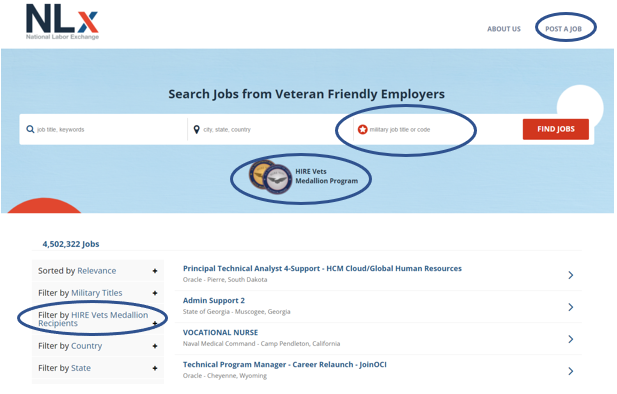 NLx
National Labor Exchange
ABOUT US
POST A JOB
Search Jobs from Veteran Friendly Employers
job title, keywords
city, state, country
military job title or code
FIND JOBS
HIRE Vets
Medallion Program
4,502,322 Jobs
Sorted by Relevance +
Filter by Military Titles +
Filter by HIRE Vets Medallion
Recipients +
Filter by Country +
Filter by State +
Principal Technical Analyst 4-Support - HCM Cloud/Global Human Resources
Oracle - Pierre, South Dakota
Admin Support 2
State of Georgia - Muscogee, Georgia
VOCATIONAL NURSE
Naval Medical Command - Camp Pendleton, California
Technical Program Manager - Career Relaunch - JoinOCI
Oracle - Cheyenne, Wyoming